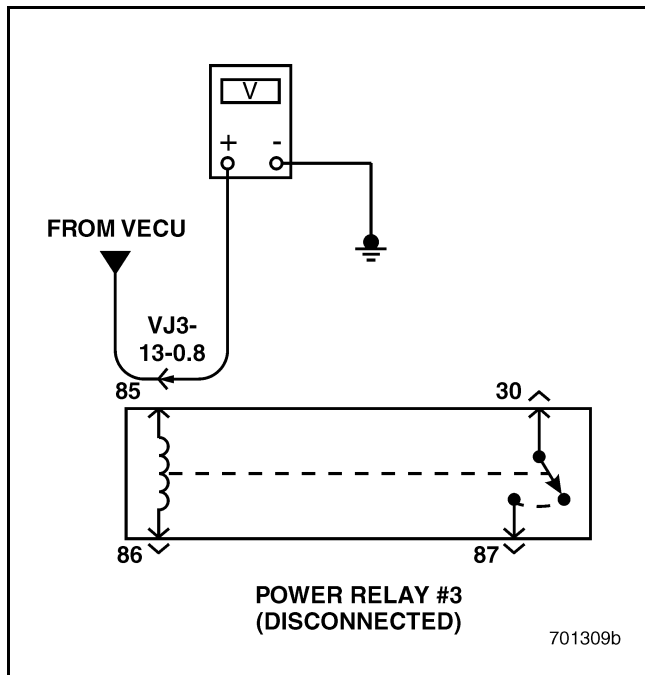 V
+ -
FROM VECU
VJ3-
13-0.8
85
30
86
87
POWER RELAY #3
(DISCONNECTED)
701309b